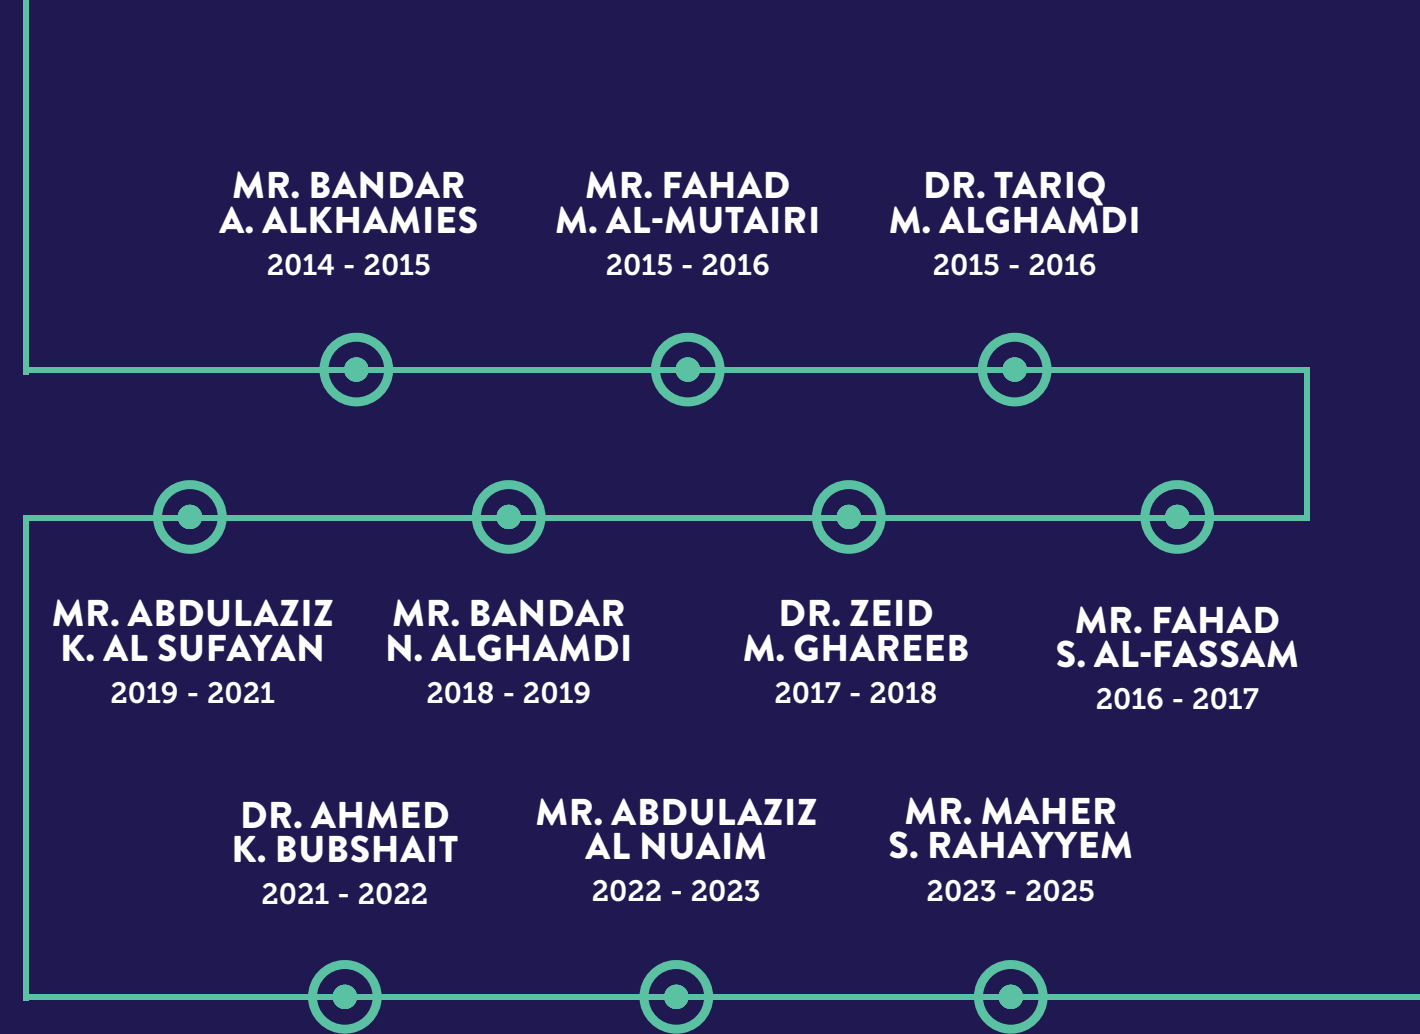 MR. BANDAR
A. ALKHAMIES
2014 - 2015
MR. FAHAD
M. AL-MUTAIRI
2015 - 2016
DR. TARIQ
M. ALGHAMDI
2015 - 2016
MR. ABDULAZIZ
K. AL SUFAYAN
2019 - 2021
MR. BANDAR
N. ALGHAMDI
2018 - 2019
DR. ZEID
M. GHAREEB
2017 - 2018
MR. FAHAD
S. AL-FASSAM
2016 - 2017
DR. AHMED
K. BUBSHAIT
2021 - 2022
MR. ABDULAZIZ
AL NUAIM
2022 - 2023
MR. MAHER
S. RAHAYYEM
2023 - 2025